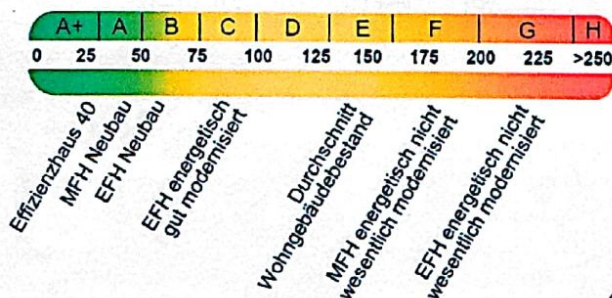 A+ A B C D E F G H
0 25 50 75 100 125 150 175 200 225 >250
Effizienzhaus 40
MFH Neubau
EFH Neubau
EFH energetisch
gut modernisiert
Durchschnitt
Wohngebäudebestand
MFH energetisch nicht
wesentlich modernisiert
EFH energetisch nicht
wesentlich modernisiert